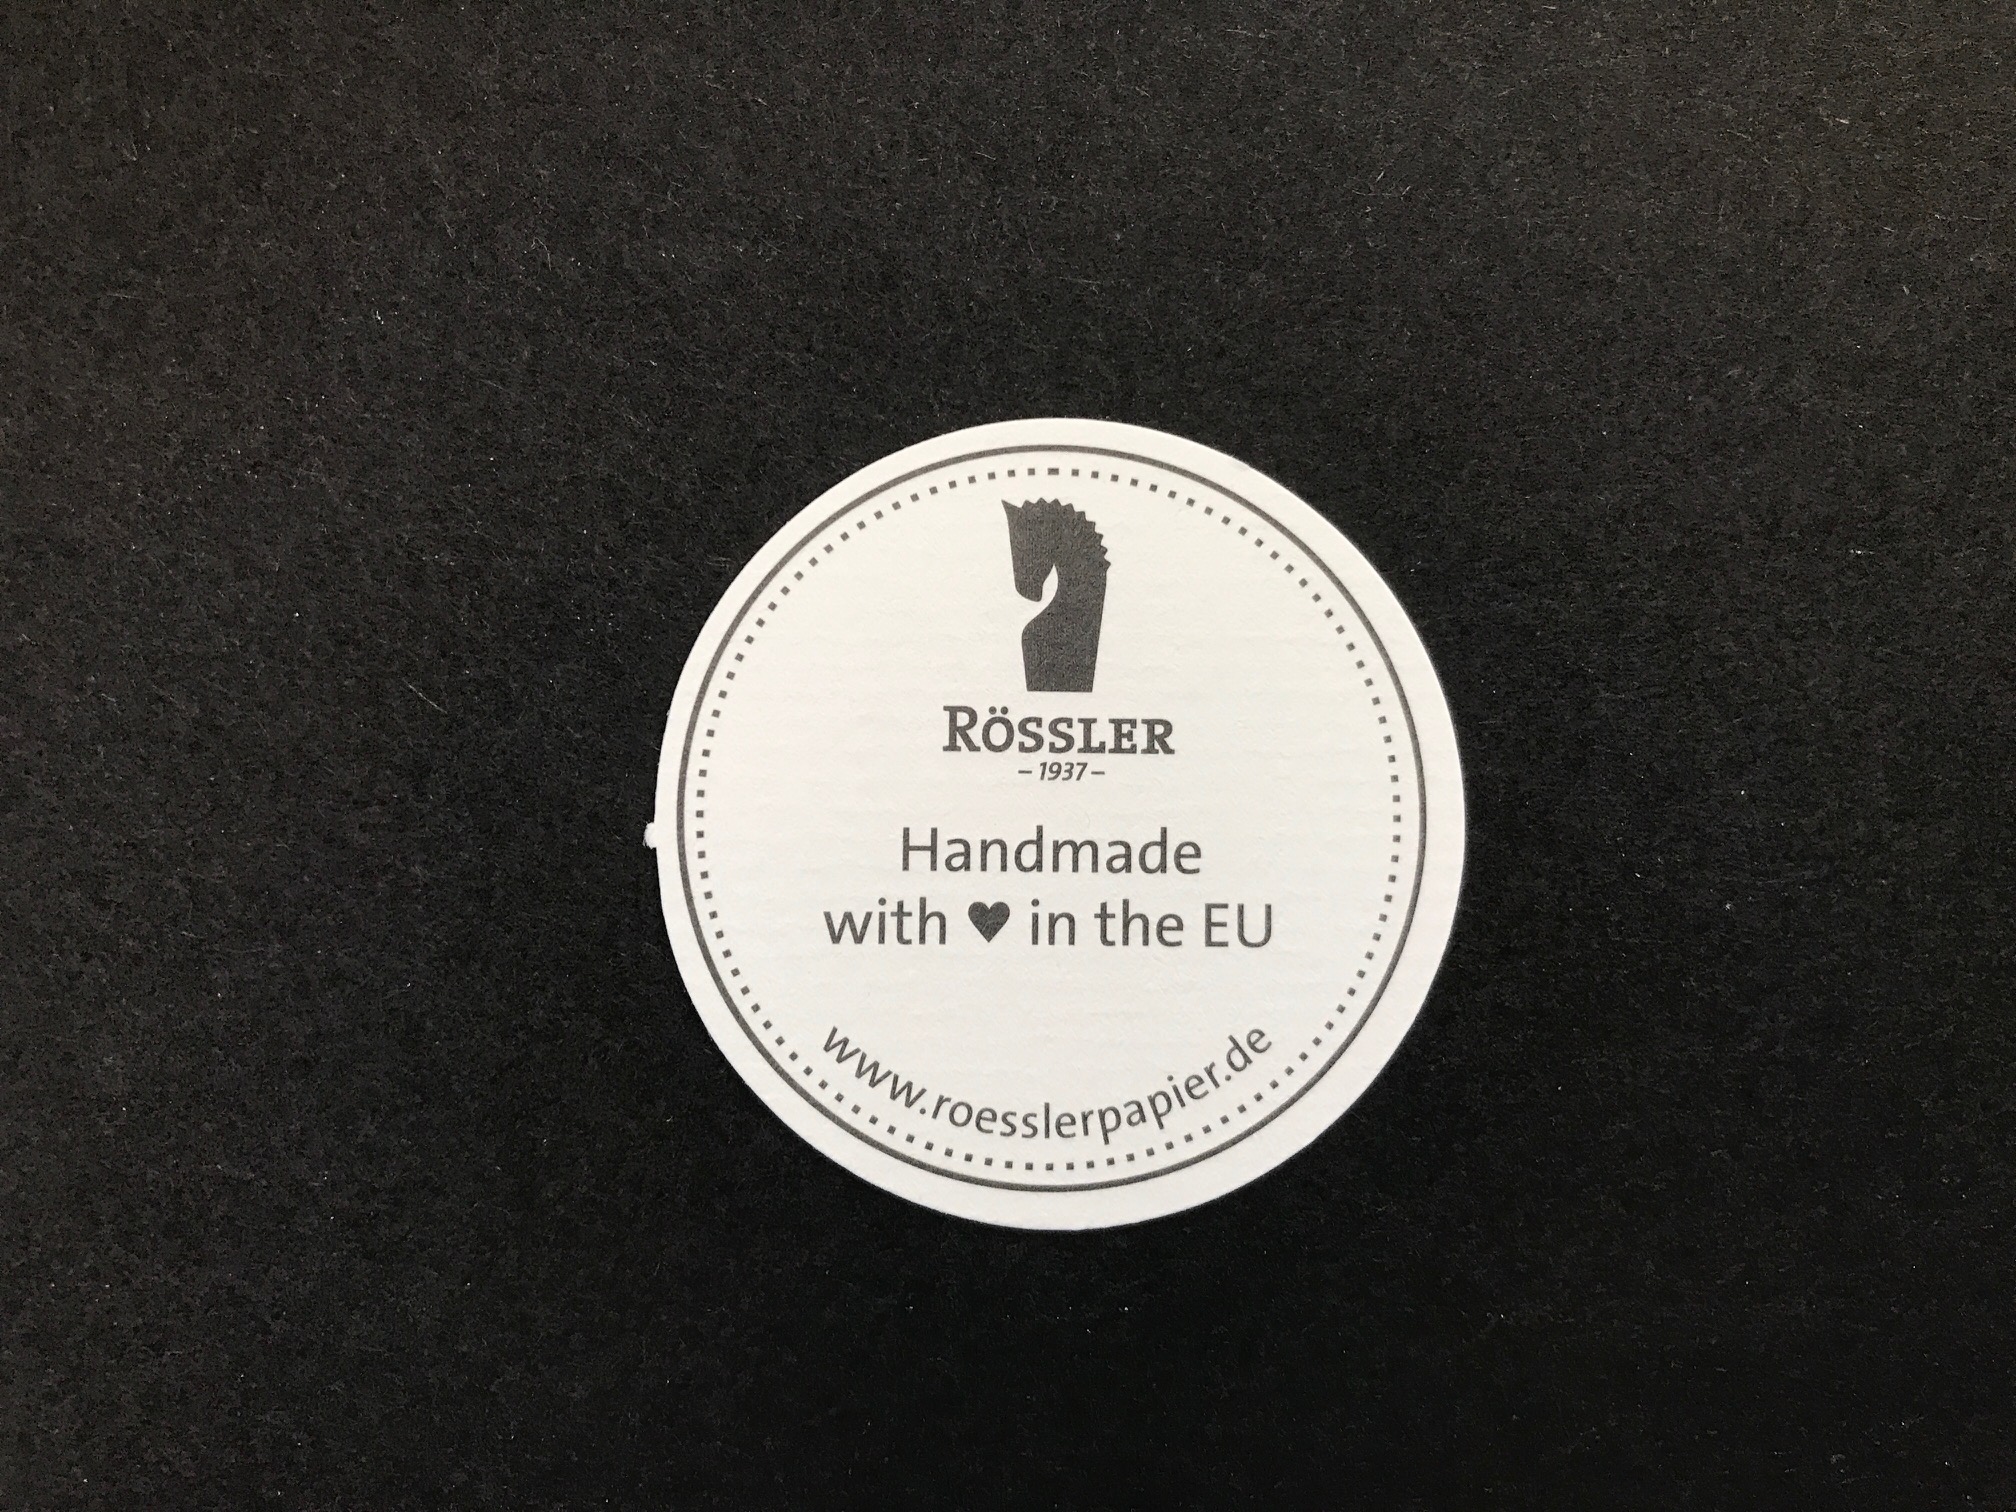 RÖSSLER
– 1937 –
Handmade
with ♥ in the EU
www.roesslerpapier.de